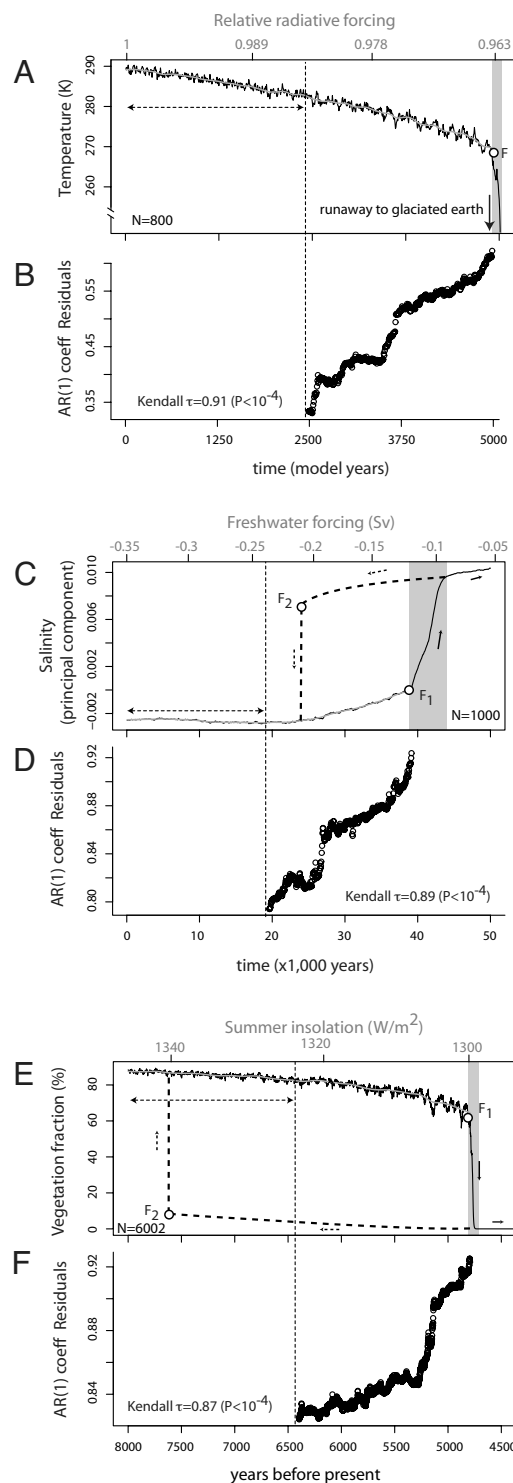 Relative radiative forcing
1 0.989 0.978 0.963
A
Temperature (K)
290
280
270
260
F
runaway to glaciated earth
N=800
B
AR(1) coeff Residuals
0.55
0.45
0.35
Kendall τ=0.91 (P<10⁻⁴)
0 1250 2500 3750 5000
time (model years)
Freshwater forcing (Sv)
-0.35 -0.3 -0.25 -0.2 -0.15 -0.1 -0.05
C
Salinity
(principal component)
0.010
0.006
0.002
−0.002
F₂
F₁
N=1000
D
AR(1) coeff Residuals
0.92
0.88
0.84
0.80
Kendall τ=0.89 (P<10⁻⁴)
0 10 20 30 40 50
time (x1,000 years)
Summer insolation (W/m²)
1340 1320 1300
E
Vegetation fraction (%)
80
60
40
20
0
F₁
F₂
N=6002
F
AR(1) coeff Residuals
0.92
0.88
0.84
Kendall τ=0.87 (P<10⁻⁴)
8000 7500 7000 6500 6000 5500 5000 4500
years before present